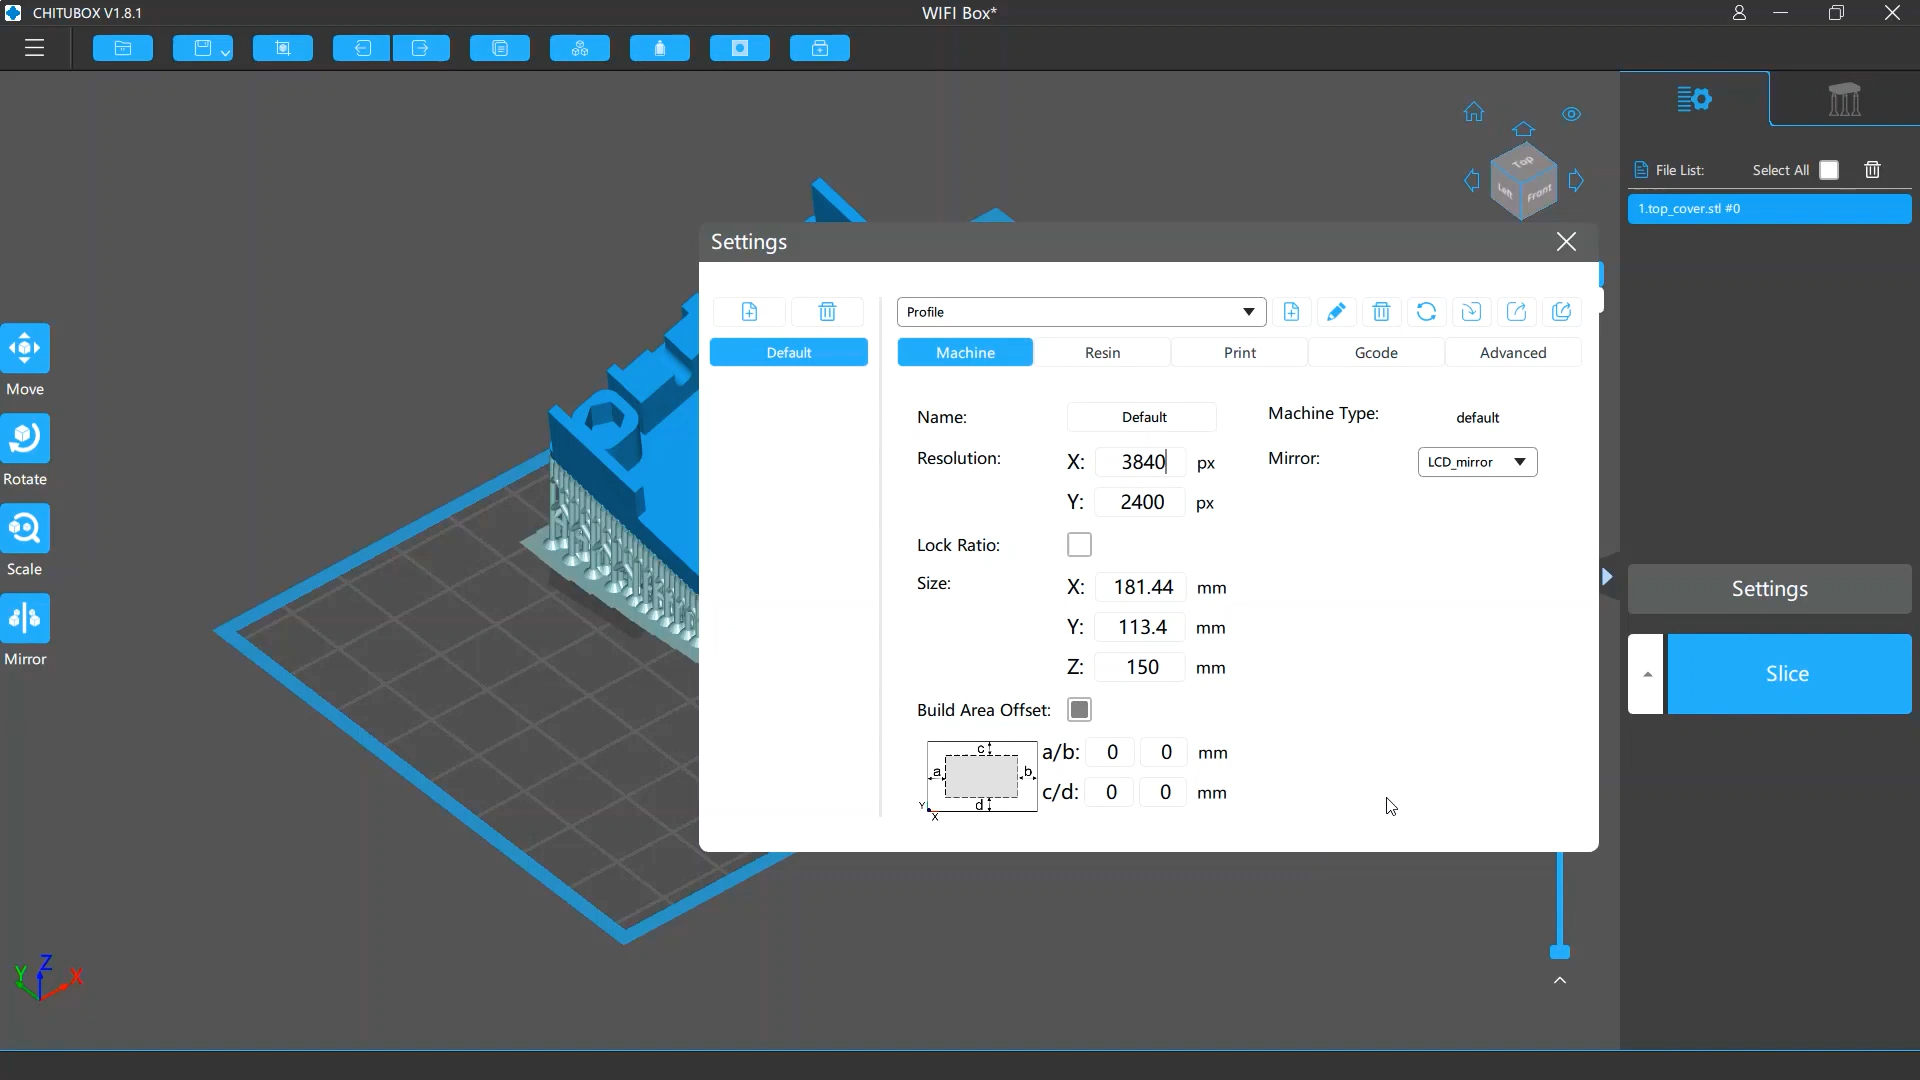 CHITUBOX V1.8.1
WIFI Box*
File List:
Select All
1.top_cover.stl #0
Top
Left
Front
Settings
Profile
Default
Machine
Resin
Print
Gcode
Advanced
Name:
Default
Machine Type:
default
Resolution:
X:
3840
px
Mirror:
LCD_mirror
Y:
2400
px
Lock Ratio:
Size:
X:
181.44
mm
Y:
113.4
mm
Z:
150
mm
Build Area Offset:
a/b:
0
0
mm
c/d:
0
0
mm
c
a
b
d
Y
X
Move
Rotate
Scale
Mirror
Settings
Slice
Y
Z
X